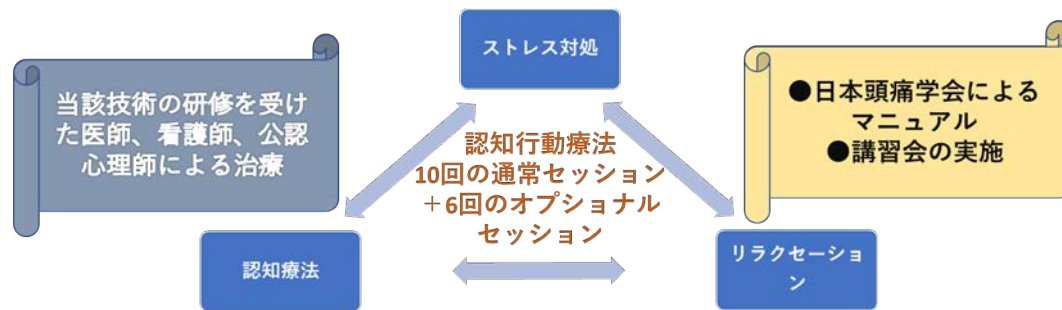 ストレス対処
当該技術の研修を受け
た医師、看護師、公認
心理師による治療
●日本頭痛学会による
マニュアル
●講習会の実施
認知行動療法
10回の通常セッション
＋6回のオプショナル
セッション
認知療法
リラクセーショ
ン